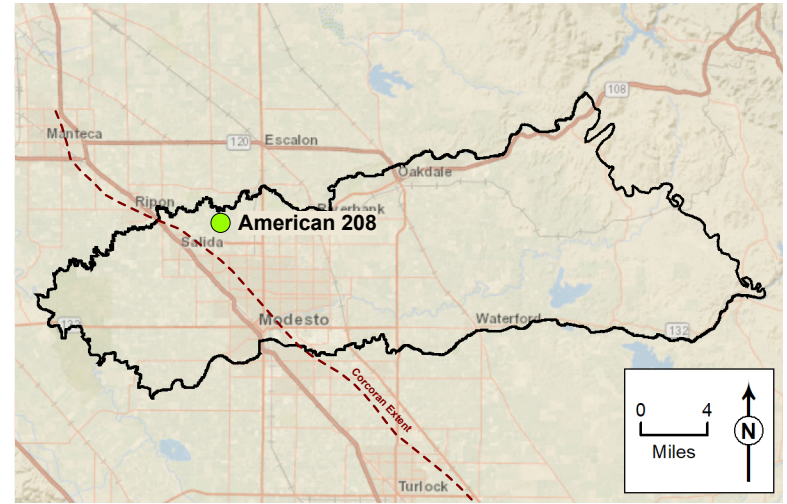 108
Manteca
120
Escalon
Oakdale
Ripon
Riverbank
American 208
Salida
132
Modesto
Waterford
132
Corcoran Extent
Turlock
0 4
Miles
N